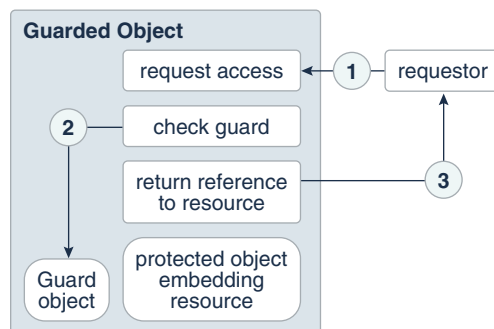 Guarded Object
request access
1
requestor
2
check guard
return reference
to resource
3
Guard
object
protected object
embedding
resource